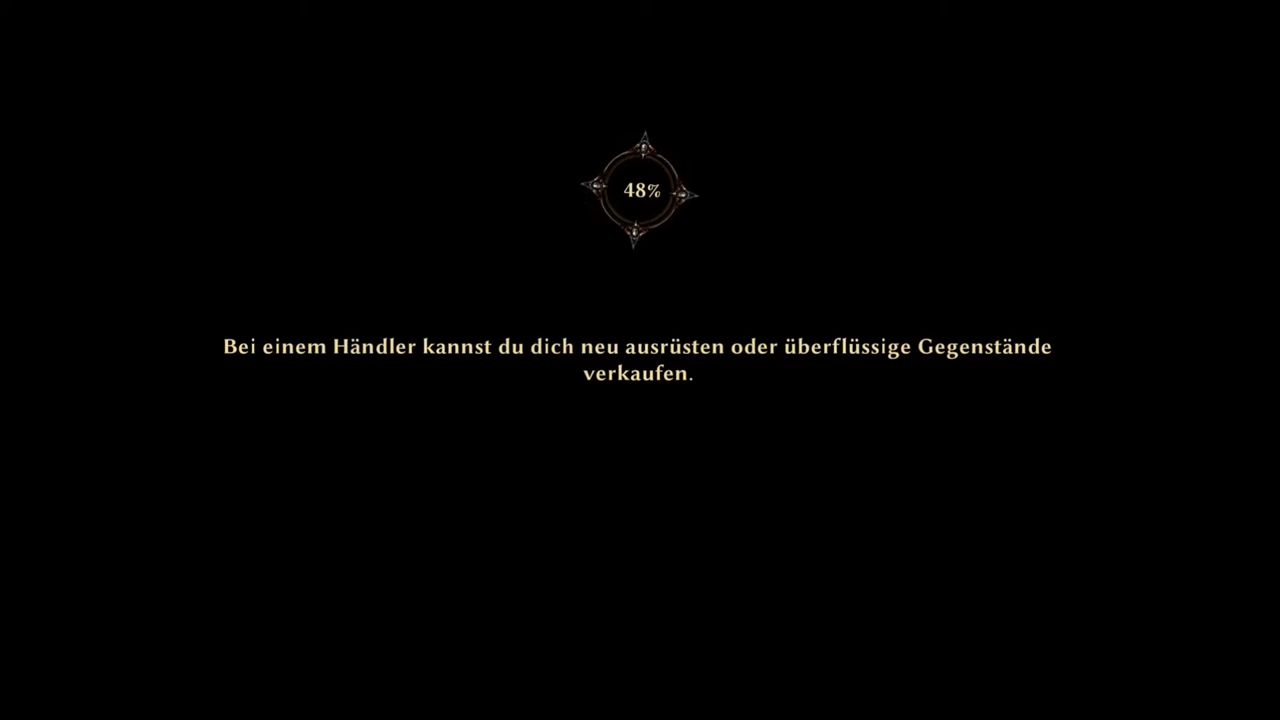 48%
Bei einem Händler kannst du dich neu ausrüsten oder überflüssige Gegenstände
verkaufen.